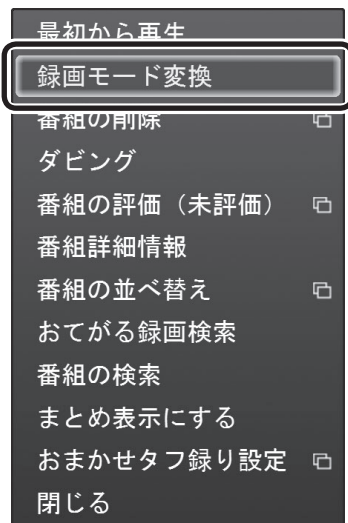 最初から再生
録画モード変換
番組の削除
ダビング
番組の評価（未評価）
番組詳細情報
番組の並べ替え
おてがる録画検索
番組の検索
まとめ表示にする
おまかせタフ録り設定
閉じる